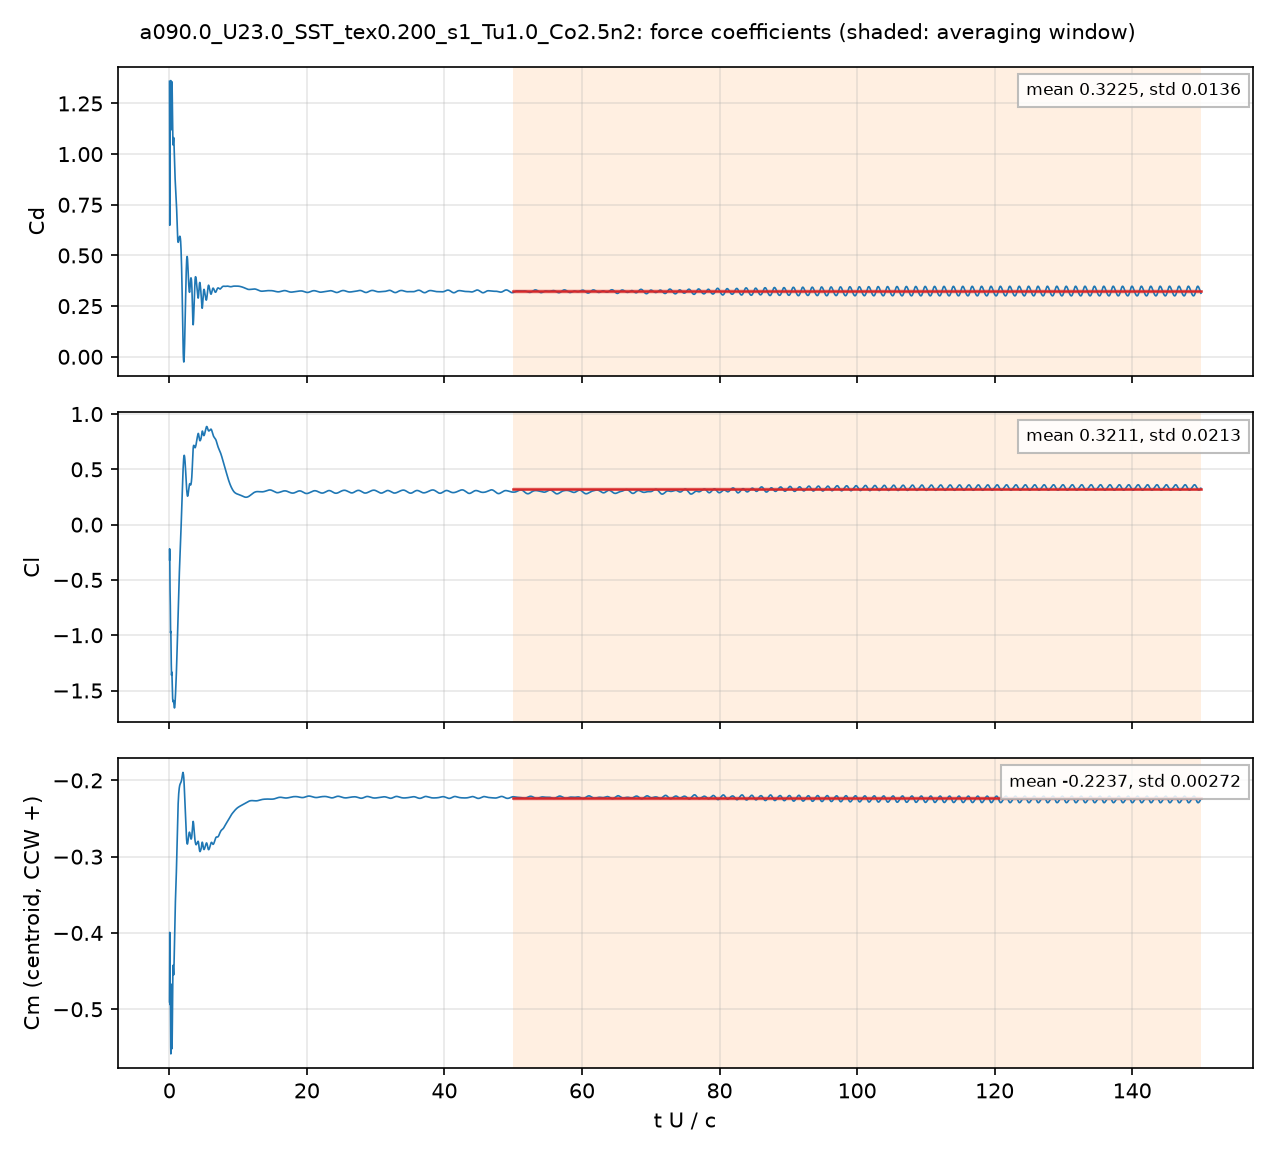 a090.0_U23.0_SST_tex0.200_s1_Tu1.0_Co2.5n2: force coefficients (shaded: averaging window)
mean 0.3225, std 0.0136
1.25
1.00
0.75
0.50
0.25
0.00
Cd
mean 0.3211, std 0.0213
1.0
0.5
0.0
−0.5
−1.0
−1.5
Cl
mean -0.2237, std 0.00272
−0.2
−0.3
−0.4
−0.5
Cm (centroid, CCW +)
0 20 40 60 80 100 120 140
t U / c